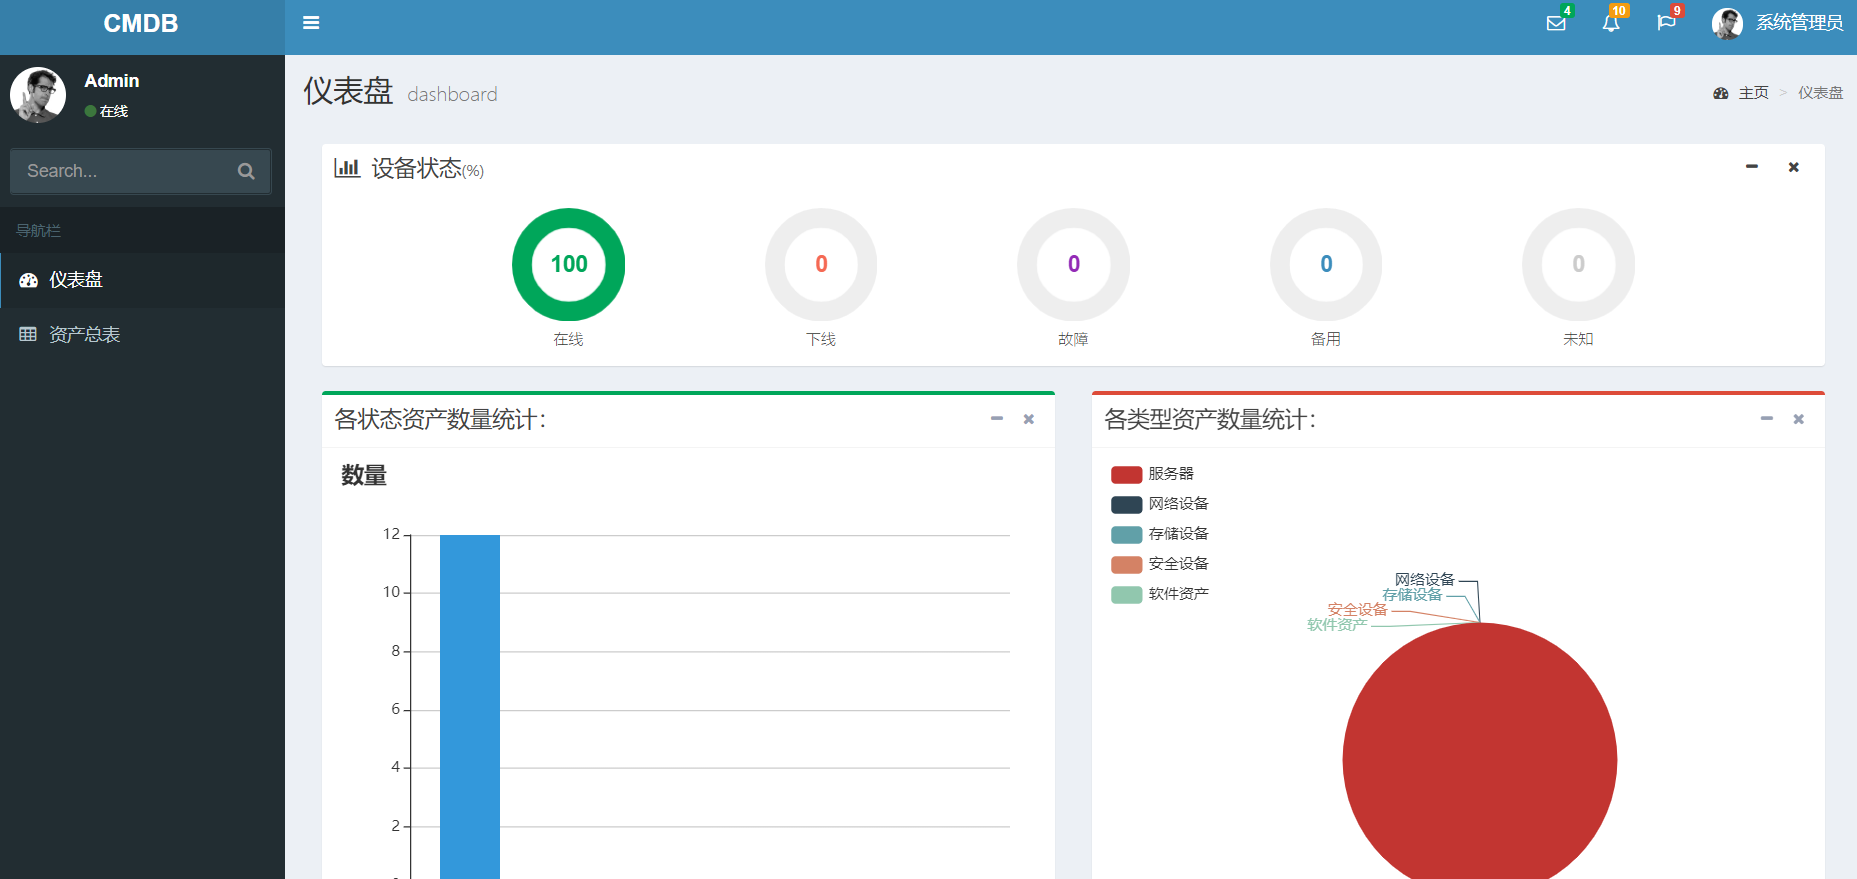 CMDB
4
10
9
系统管理员
Admin
在线
Search...
导航栏
仪表盘
资产总表
仪表盘 dashboard
主页 > 仪表盘
设备状态(%)
100
0
0
0
0
在线
下线
故障
备用
未知
各状态资产数量统计：
数量
12
10
8
6
4
2
各类型资产数量统计：
服务器
网络设备
存储设备
安全设备
软件资产
网络设备
存储设备
安全设备
软件资产